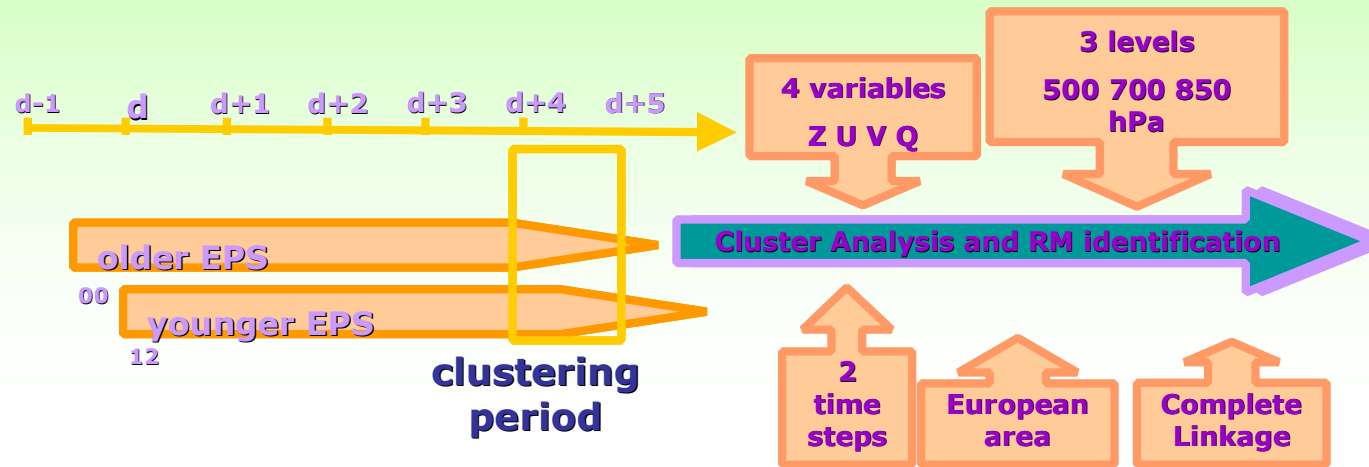 d-1 d d+1 d+2 d+3 d+4 d+5
older EPS
00
younger EPS
12
clustering
period
4 variables
Z U V Q
3 levels
500 700 850
hPa
Cluster Analysis and RM identification
2
time
steps
European
area
Complete
Linkage